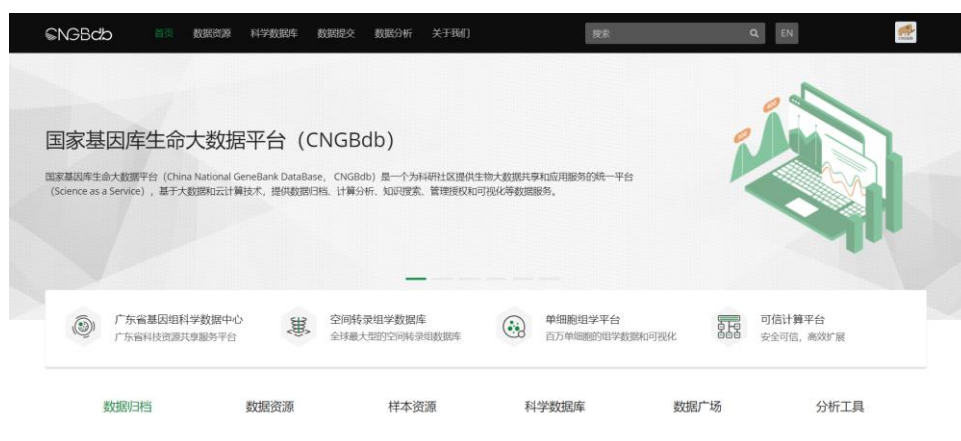 CNGBdb 首页 数据资源 科学数据库 数据提交 数据分析 关于我们 搜索 EN
国家基因库生命大数据平台（CNGBdb）
国家基因库生命大数据平台（China National GeneBank DataBase， CNGBdb）是一个为科研社区提供生物大数据共享和应用服务的统一平台
（Science as a Service），基于大数据和云计算技术，提供数据归档、计算分析、知识搜索、管理授权和可视化等数据服务。
广东省基因组科学数据中心 空间转录组学数据库 单细胞组学平台 可信计算平台
广东省科技资源共享服务平台 全球最大型的空间转录组数据库 百万单细胞的组学数据和可视化 安全可信，高效扩展
数据归档 数据资源 样本资源 科学数据库 数据广场 分析工具